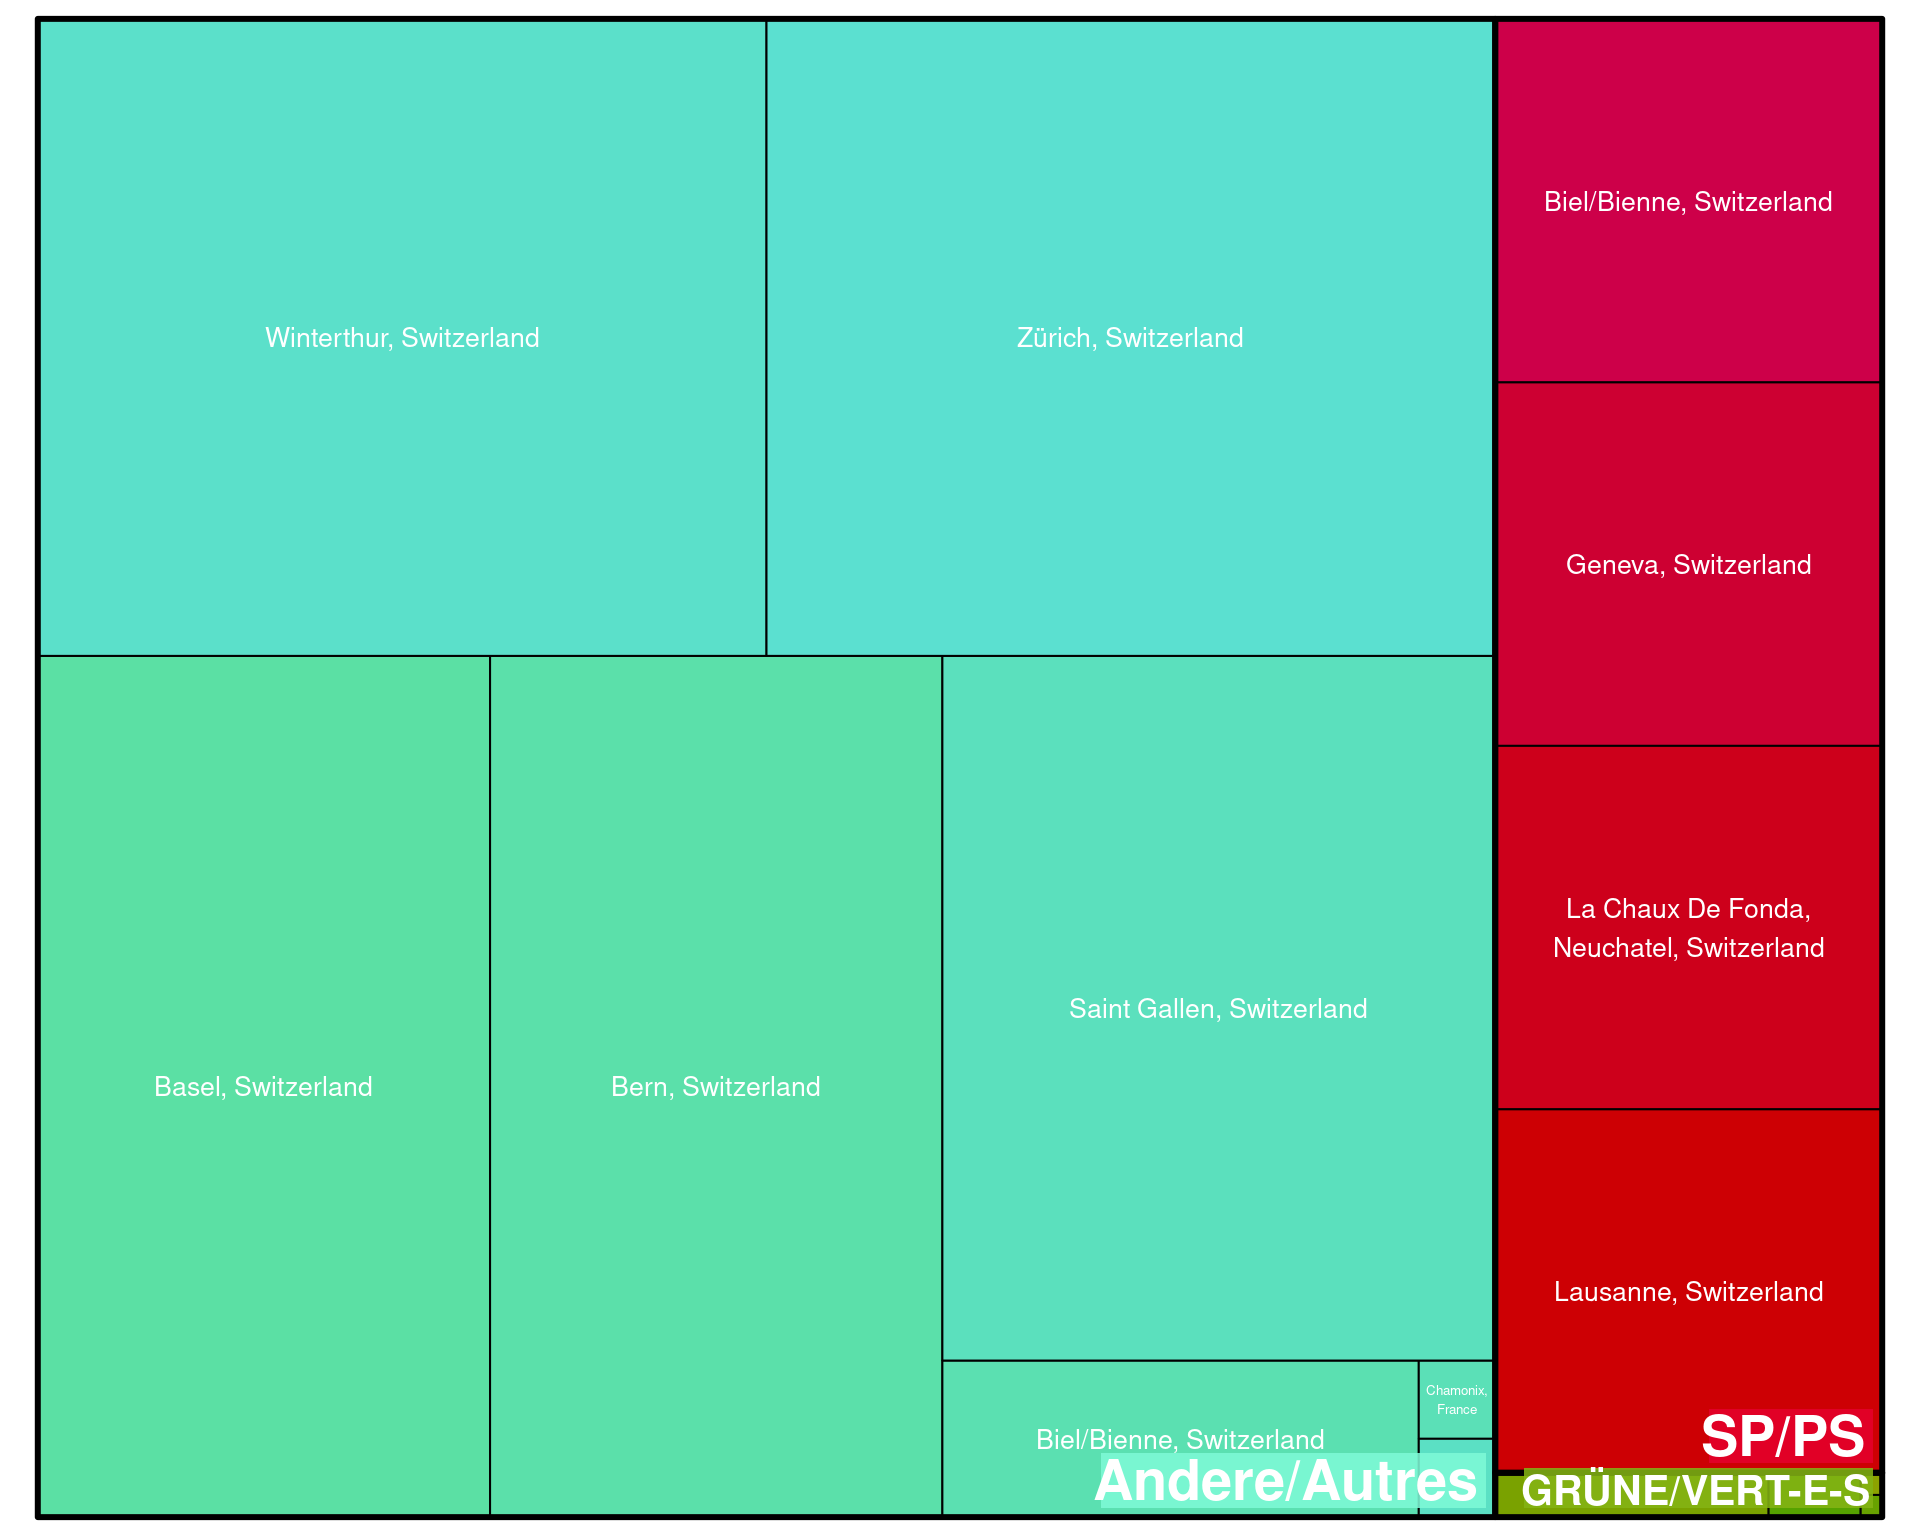 Winterthur, Switzerland
Zürich, Switzerland
Biel/Bienne, Switzerland
Geneva, Switzerland
La Chaux De Fonda,
Neuchatel, Switzerland
Saint Gallen, Switzerland
Basel, Switzerland
Bern, Switzerland
Lausanne, Switzerland
Chamonix,
France
Biel/Bienne, Switzerland
SP/PS
Andere/Autres
GRÜNE/VERT-E-S